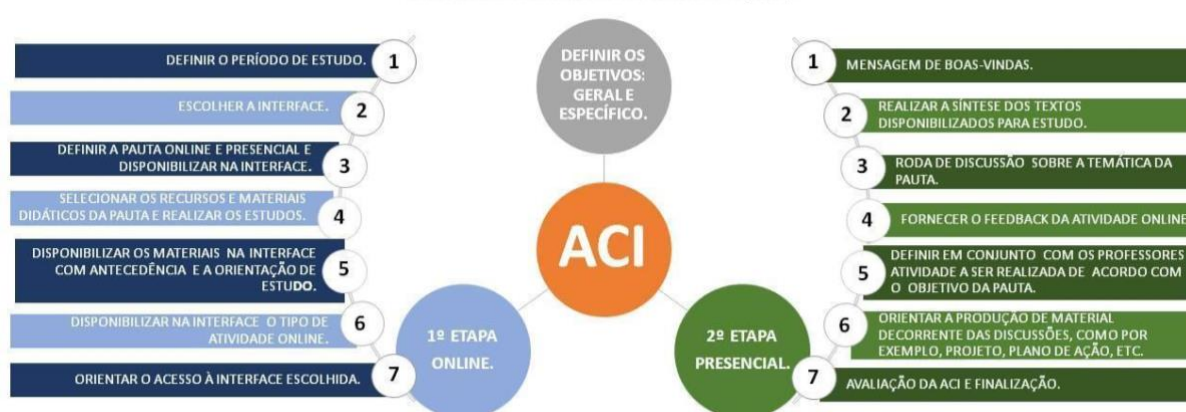 DEFINIR O PERÍODO DE ESTUDO.
1
ESCOLHER A INTERFACE.
2
DEFINIR A PAUTA ONLINE E PRESENCIAL E
DISPONIBILIZAR NA INTERFACE.
3
SELECIONAR OS RECURSOS E MATERIAIS
DIDÁTICOS DA PAUTA E REALIZAR OS ESTUDOS.
4
DISPONIBILIZAR OS MATERIAIS NA INTERFACE
COM ANTECEDÊNCIA E A ORIENTAÇÃO DE
ESTUDO.
5
DISPONIBILIZAR NA INTERFACE O TIPO DE
ATIVIDADE ONLINE.
6
ORIENTAR O ACESSO À INTERFACE ESCOLHIDA.
7
DEFINIR OS
OBJETIVOS:
GERAL E
ESPECÍFICO.
ACI
1º ETAPA
ONLINE.
2º ETAPA
PRESENCIAL.
1
MENSAGEM DE BOAS-VINDAS.
2
REALIZAR A SÍNTESE DOS TEXTOS
DISPONIBILIZADOS PARA ESTUDO.
3
RODA DE DISCUSSÃO SOBRE A TEMÁTICA DA
PAUTA.
4
FORNECER O FEEDBACK DA ATIVIDADE ONLINE
5
DEFINIR EM CONJUNTO COM OS PROFESSORES
ATIVIDADE A SER REALIZADA DE ACORDO COM
O OBJETIVO DA PAUTA.
6
ORIENTAR A PRODUÇÃO DE MATERIAL
DECORRENTE DAS DISCUSSÕES, COMO POR
EXEMPLO, PROJETO, PLANO DE AÇÃO, ETC.
7
AVALIAÇÃO DA ACI E FINALIZAÇÃO.